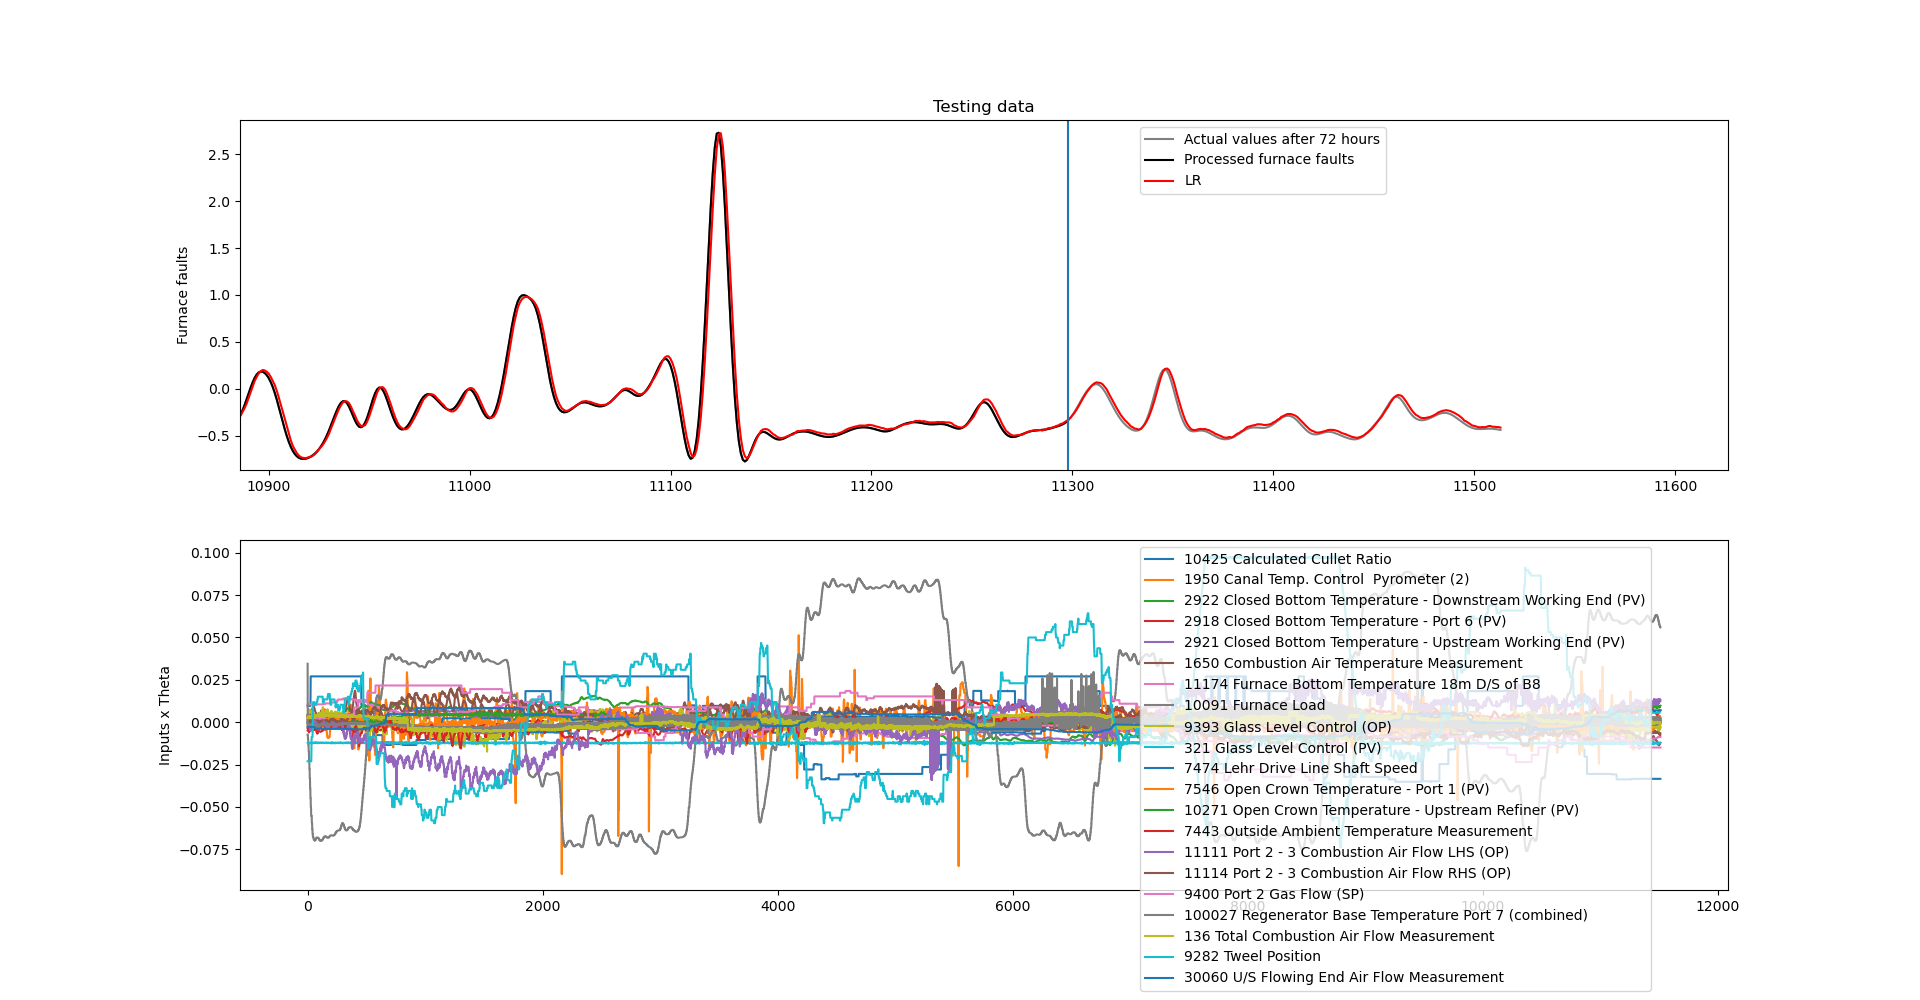 Testing data
Furnace faults
2.5
2.0
1.5
1.0
0.5
0.0
−0.5
10900 11000 11100 11200 11300 11400 11500 11600
Actual values after 72 hours
Processed furnace faults
LR
Inputs x Theta
0.100
0.075
0.050
0.025
0.000
−0.025
−0.050
−0.075
0 2000 4000 6000 8000 10000 12000
10425 Calculated Cullet Ratio
1950 Canal Temp. Control  Pyrometer (2)
2922 Closed Bottom Temperature - Downstream Working End (PV)
2918 Closed Bottom Temperature - Port 6 (PV)
2921 Closed Bottom Temperature - Upstream Working End (PV)
1650 Combustion Air Temperature Measurement
11174 Furnace Bottom Temperature 18m D/S of B8
10091 Furnace Load
9393 Glass Level Control (OP)
321 Glass Level Control (PV)
7474 Lehr Drive Line Shaft Speed
7546 Open Crown Temperature - Port 1 (PV)
10271 Open Crown Temperature - Upstream Refiner (PV)
7443 Outside Ambient Temperature Measurement
11111 Port 2 - 3 Combustion Air Flow LHS (OP)
11114 Port 2 - 3 Combustion Air Flow RHS (OP)
9400 Port 2 Gas Flow (SP)
100027 Regenerator Base Temperature Port 7 (combined)
136 Total Combustion Air Flow Measurement
9282 Tweel Position
30060 U/S Flowing End Air Flow Measurement